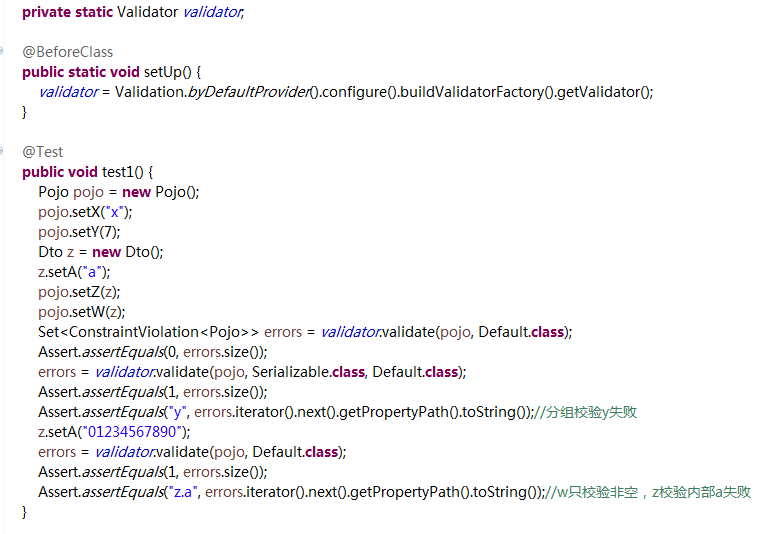 private static Validator validator;
@BeforeClass
public static void setUp() {
validator = Validation.byDefaultProvider().configure().buildValidatorFactory().getValidator();
}
@Test
public void test1() {
Pojo pojo = new Pojo();
pojo.setX("x");
pojo.setY(7);
Dto z = new Dto();
z.setA("a");
pojo.setZ(z);
pojo.setW(z);
Set<ConstraintViolation<Pojo>> errors = validator.validate(pojo, Default.class);
Assert.assertEquals(0, errors.size());
errors = validator.validate(pojo, Serializable.class, Default.class);
Assert.assertEquals(1, errors.size());
Assert.assertEquals("y", errors.iterator().next().getPropertyPath().toString());//分组校验y失败
z.setA("01234567890");
errors = validator.validate(pojo, Default.class);
Assert.assertEquals(1, errors.size());
Assert.assertEquals("z.a", errors.iterator().next().getPropertyPath().toString());//w只校验非空，z校验内部a失败
}